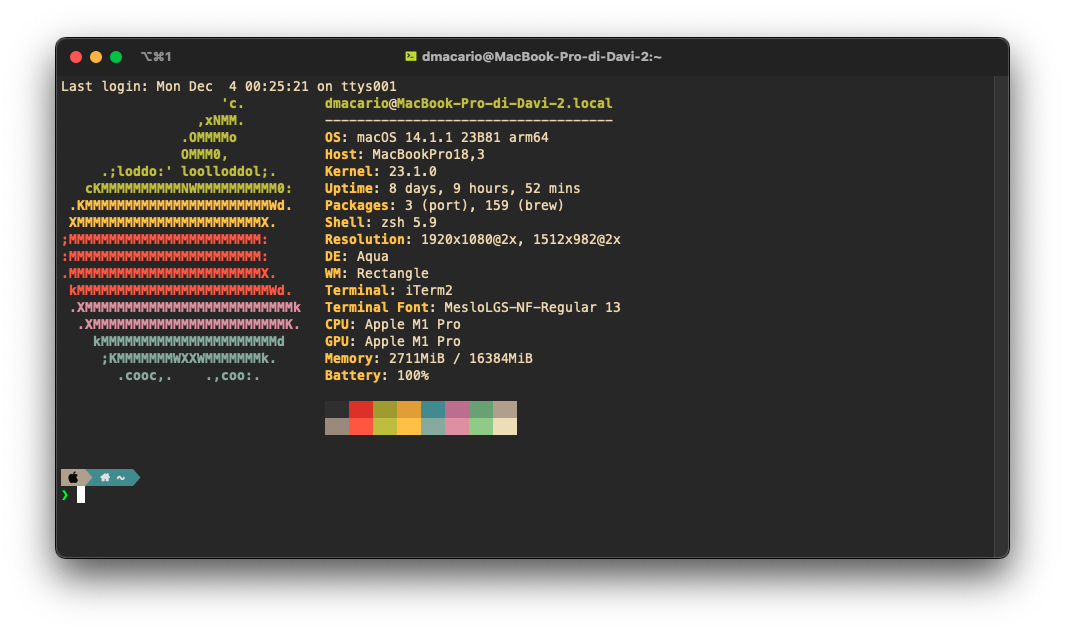 ⌥⌘1
dmacario@MacBook-Pro-di-Davi-2:~
Last login: Mon Dec  4 00:25:21 on ttys001
                    'c.          dmacario@MacBook-Pro-di-Davi-2.local
                 ,xNMM.          ------------------------------------
               .OMMMMo           OS: macOS 14.1.1 23B81 arm64
               OMMM0,            Host: MacBookPro18,3
     .;loddo:' loolloddol;.      Kernel: 23.1.0
   cKMMMMMMMMMMNWMMMMMMMMMM0:    Uptime: 8 days, 9 hours, 52 mins
 .KMMMMMMMMMMMMMMMMMMMMMMMWd.    Packages: 3 (port), 159 (brew)
 XMMMMMMMMMMMMMMMMMMMMMMMX.      Shell: zsh 5.9
;MMMMMMMMMMMMMMMMMMMMMMMM:       Resolution: 1920x1080@2x, 1512x982@2x
:MMMMMMMMMMMMMMMMMMMMMMMM:       DE: Aqua
.MMMMMMMMMMMMMMMMMMMMMMMMX.      WM: Rectangle
 kMMMMMMMMMMMMMMMMMMMMMMMMWd.    Terminal: iTerm2
 .XMMMMMMMMMMMMMMMMMMMMMMMMMMk   Terminal Font: MesloLGS-NF-Regular 13
  .XMMMMMMMMMMMMMMMMMMMMMMMMK.   CPU: Apple M1 Pro
    kMMMMMMMMMMMMMMMMMMMMMMd     GPU: Apple M1 Pro
     ;KMMMMMMMWXXWMMMMMMMk.      Memory: 2711MiB / 16384MiB
       .cooc,.    .,coo:.        Battery: 100%
~
❯